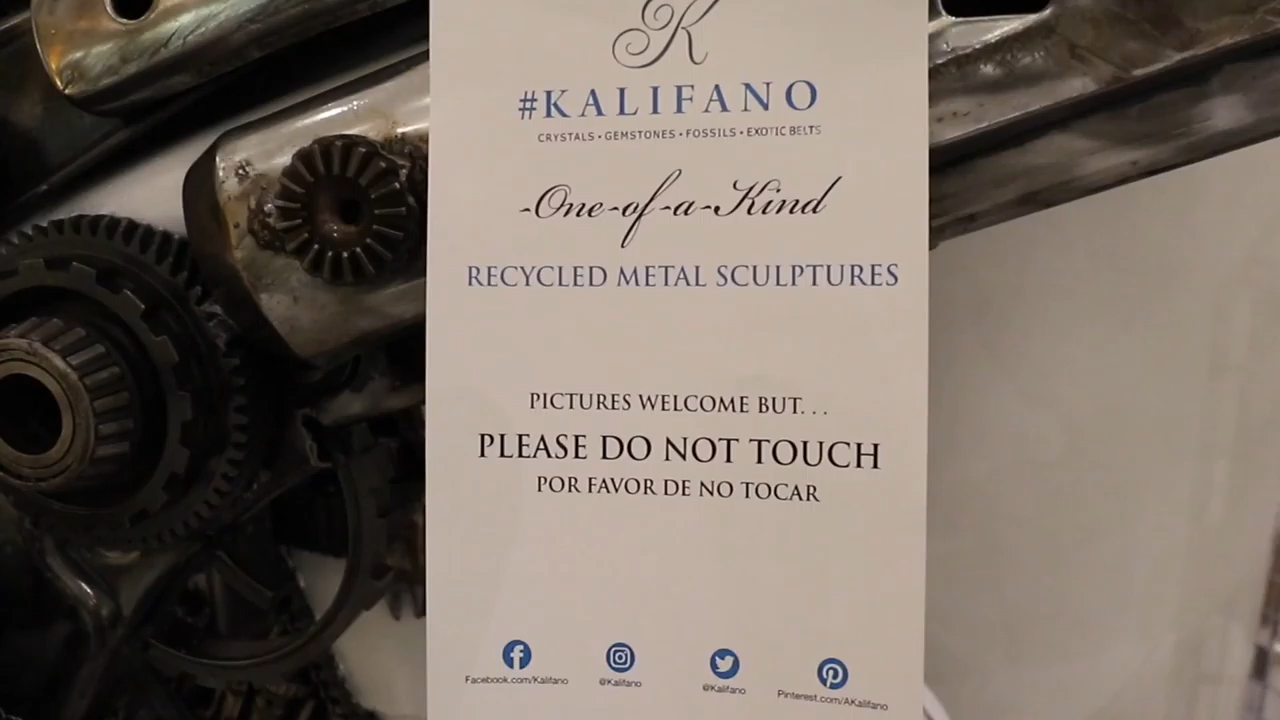 K
#KALIFANO
CRYSTALS • GEMSTONES • FOSSILS • EXOTIC BELTS
-One-of-a-Kind
RECYCLED METAL SCULPTURES
PICTURES WELCOME BUT...
PLEASE DO NOT TOUCH
POR FAVOR DE NO TOCAR
Facebook.com/Kalifano @Kalifano @Kalifano Pinterest.com/AKalifano